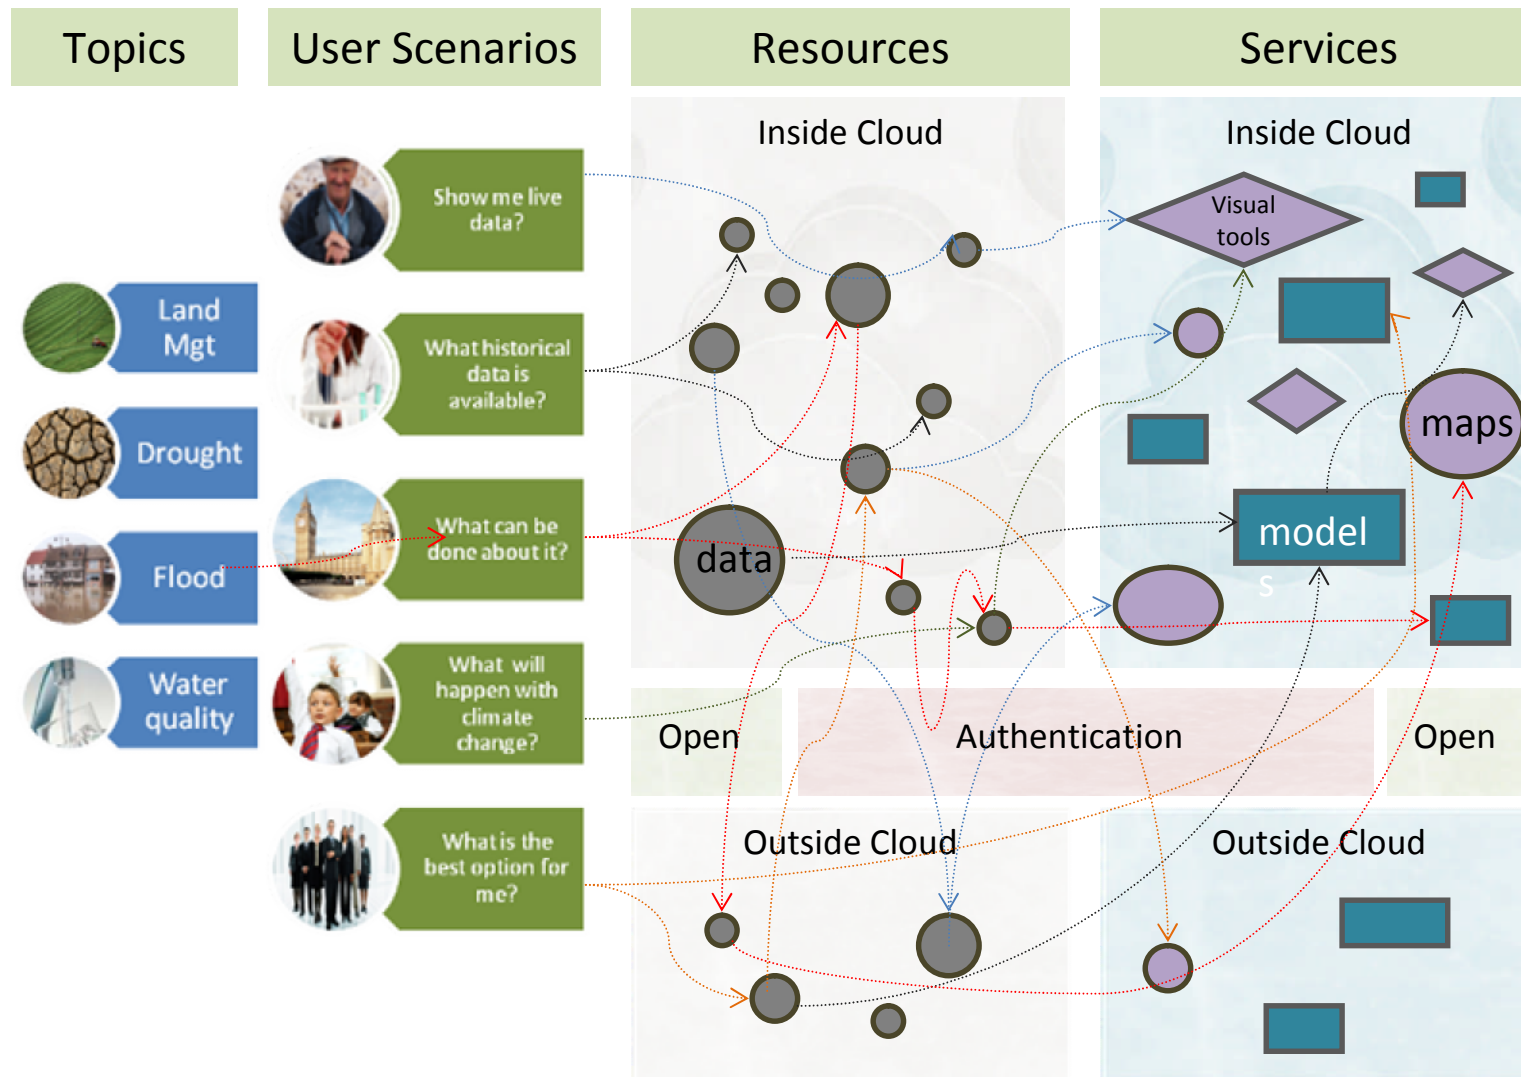 Topics
User Scenarios
Resources
Services
Land
Mgt
Drought
Flood
Water
quality
Show me live
data?
What historical
data is
available?
What can be
done about it?
What will
happen with
climate
change?
What is the
best option for
me?
Inside Cloud
data
Open
Authentication
Open
Outside Cloud
Inside Cloud
Visual
tools
maps
model
s
Outside Cloud